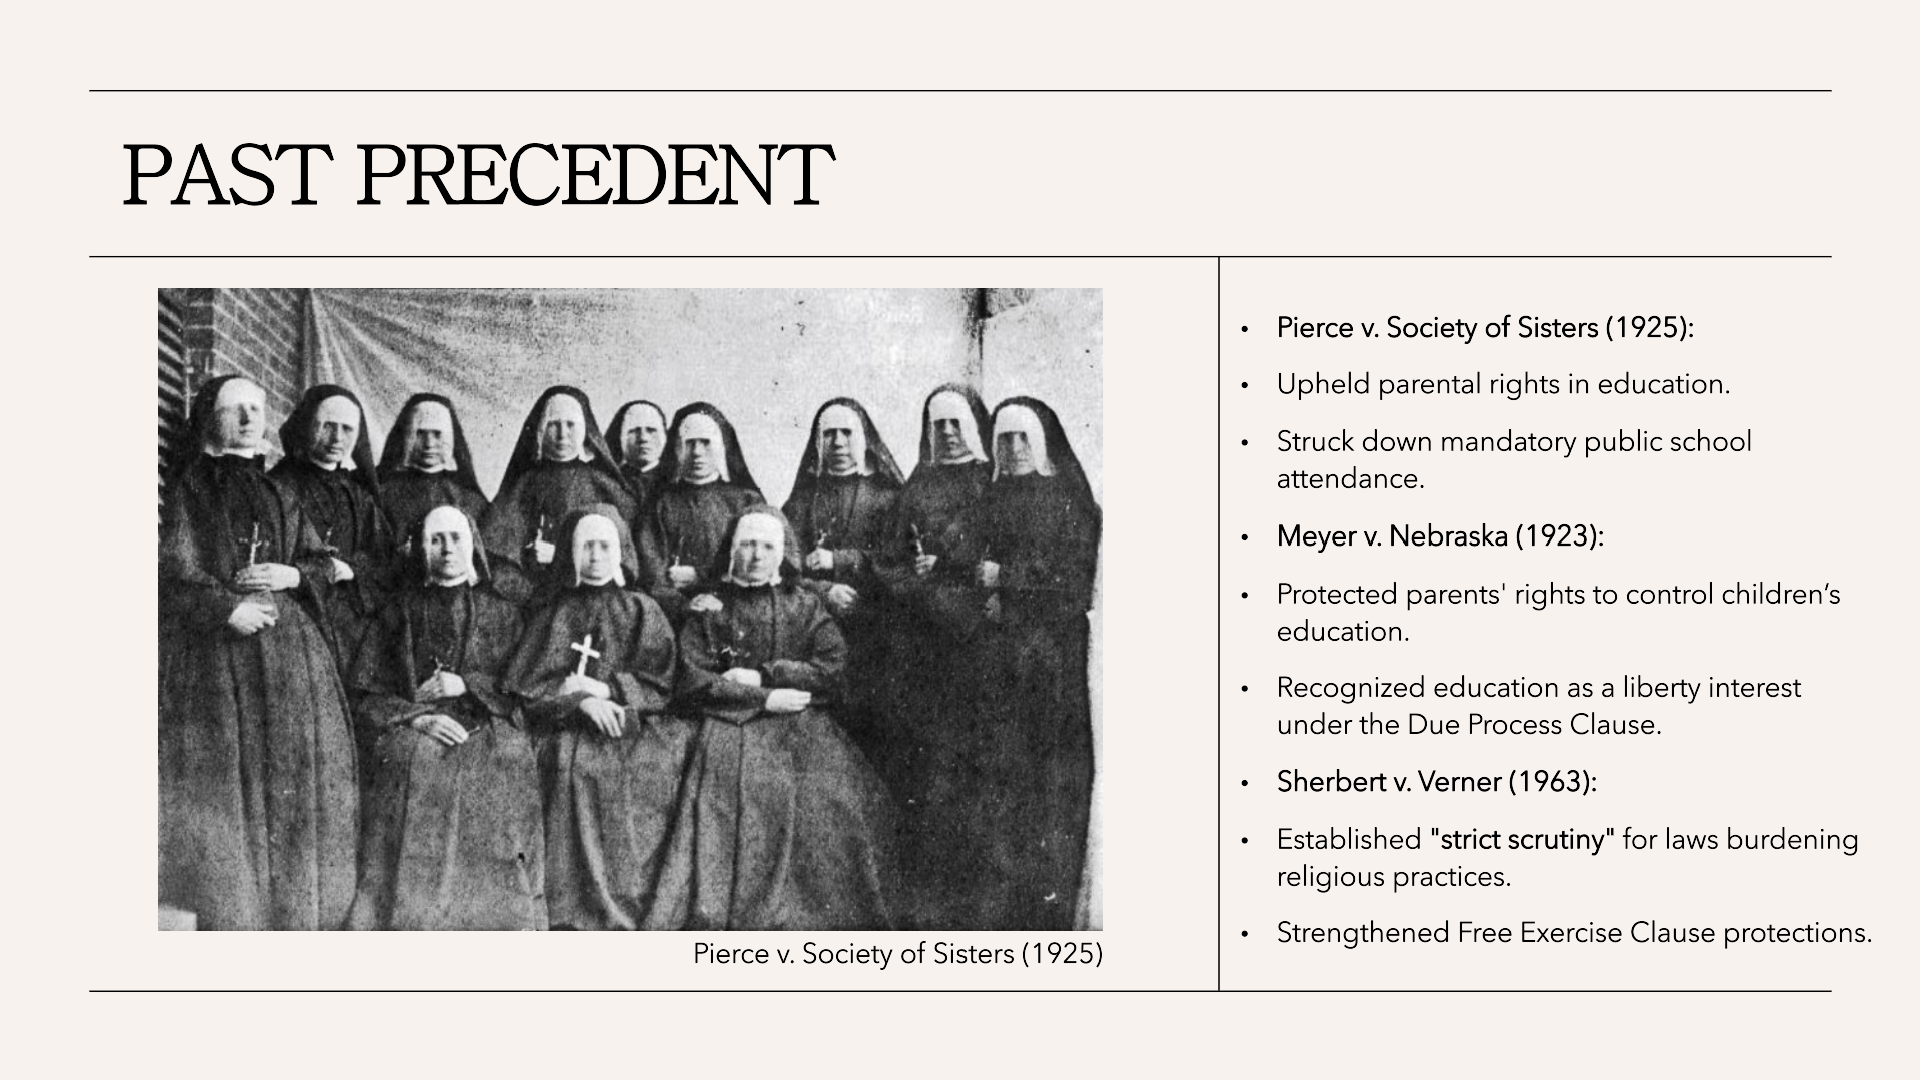 PAST PRECEDENT
Pierce v. Society of Sisters (1925)
• Pierce v. Society of Sisters (1925):
• Upheld parental rights in education.
• Struck down mandatory public school
attendance.
• Meyer v. Nebraska (1923):
• Protected parents' rights to control children’s
education.
• Recognized education as a liberty interest
under the Due Process Clause.
• Sherbert v. Verner (1963):
• Established "strict scrutiny" for laws burdening
religious practices.
• Strengthened Free Exercise Clause protections.